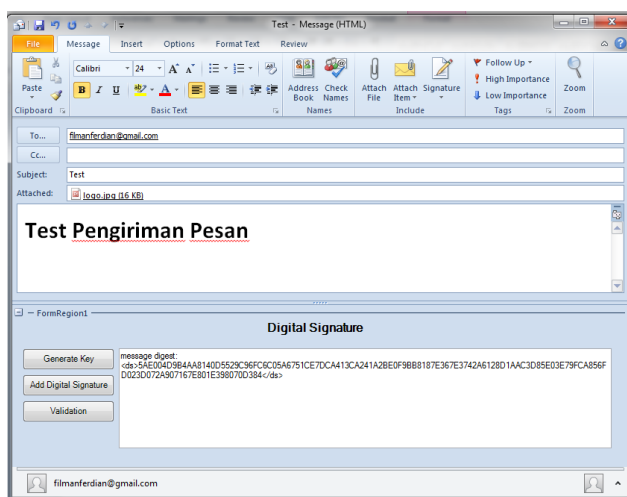 Test - Message (HTML)
File Message Insert Options Format Text Review
Paste
Clipboard
Calibri 24 A A
B I U ab A
Basic Text
Address Book
Check Names
Names
Attach File
Attach Item
Signature
Include
Follow Up
High Importance
Low Importance
Tags
Zoom
Zoom
To... filmanferdian@gmail.com
Cc...
Subject: Test
Attached: logo.jpg (16 KB)
Test Pengiriman Pesan
FormRegion1
Digital Signature
Generate Key
Add Digital Signature
Validation
message digest:
<ds>5AE004D9B4AA8140D5529C96FC6C05A6751CE7DCA413CA241A2BE0F9BB8187E367E3742A6128D1AAC3D85E03E79FCA856F
D023D072A907167E801E398070D384</ds>
filmanferdian@gmail.com